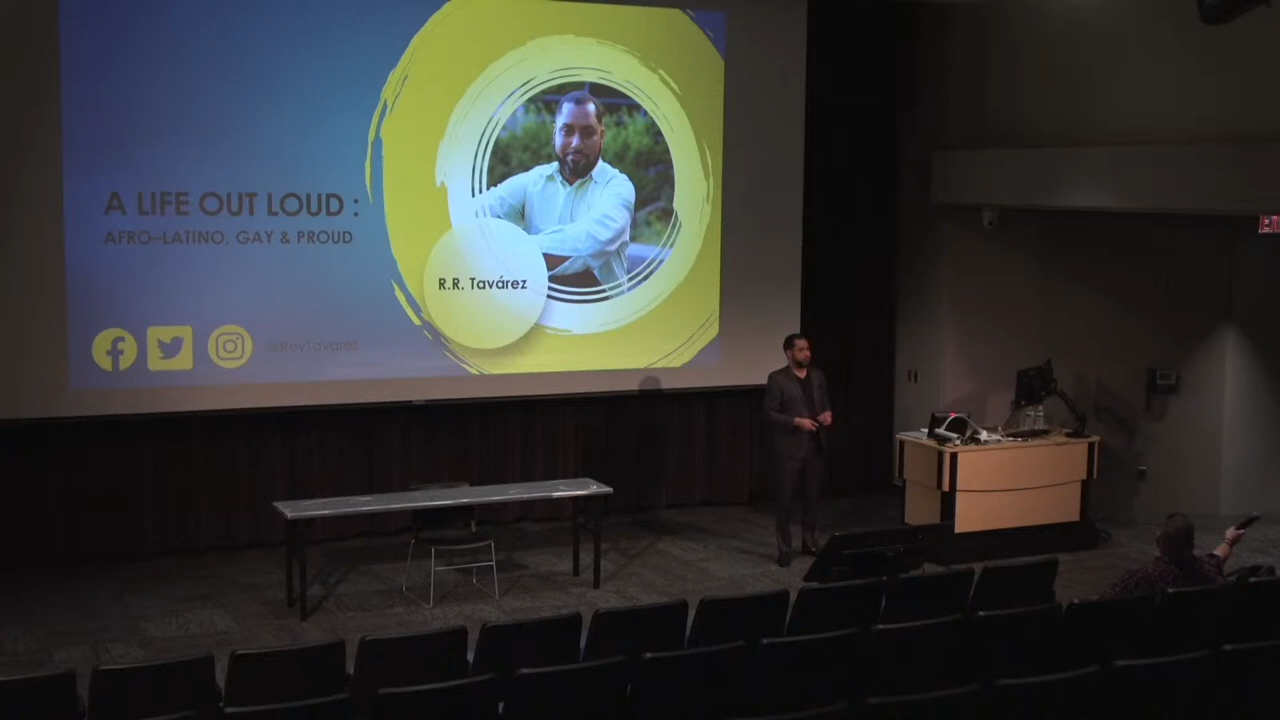 A LIFE OUT LOUD :
AFRO-LATINO, GAY & PROUD
R.R. Tavárez
@RevTavarez